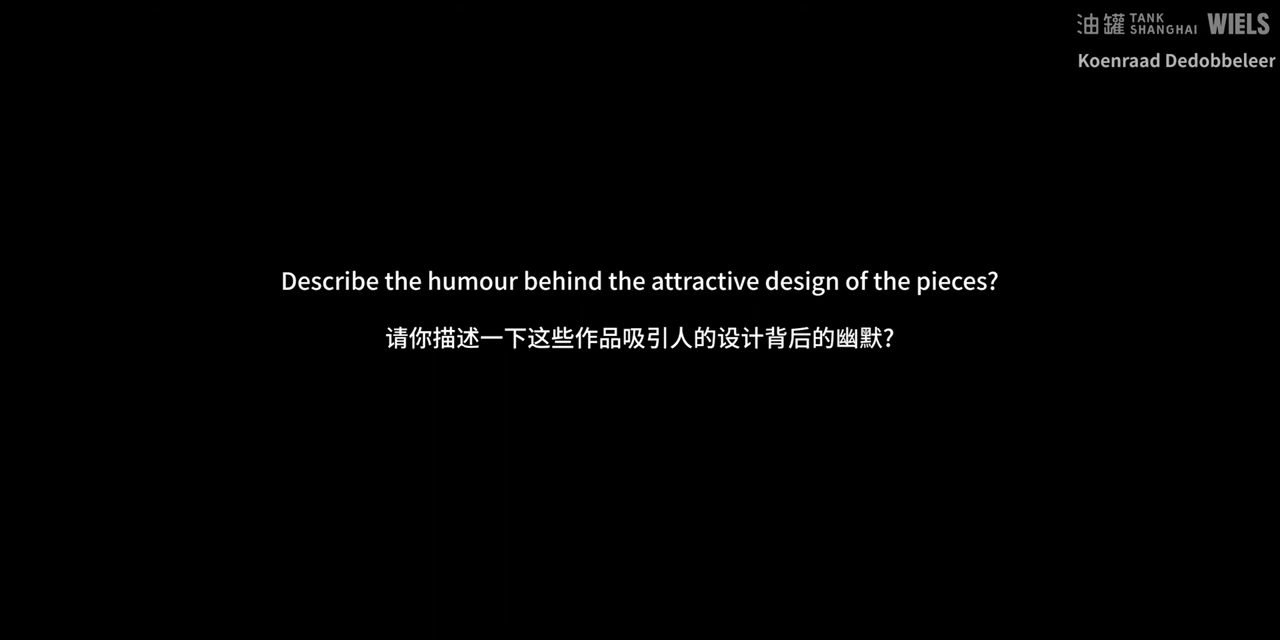 油罐 TANK SHANGHAI WIELS
Koenraad Dedobbeleer
Describe the humour behind the attractive design of the pieces?
请你描述一下这些作品吸引人的设计背后的幽默?